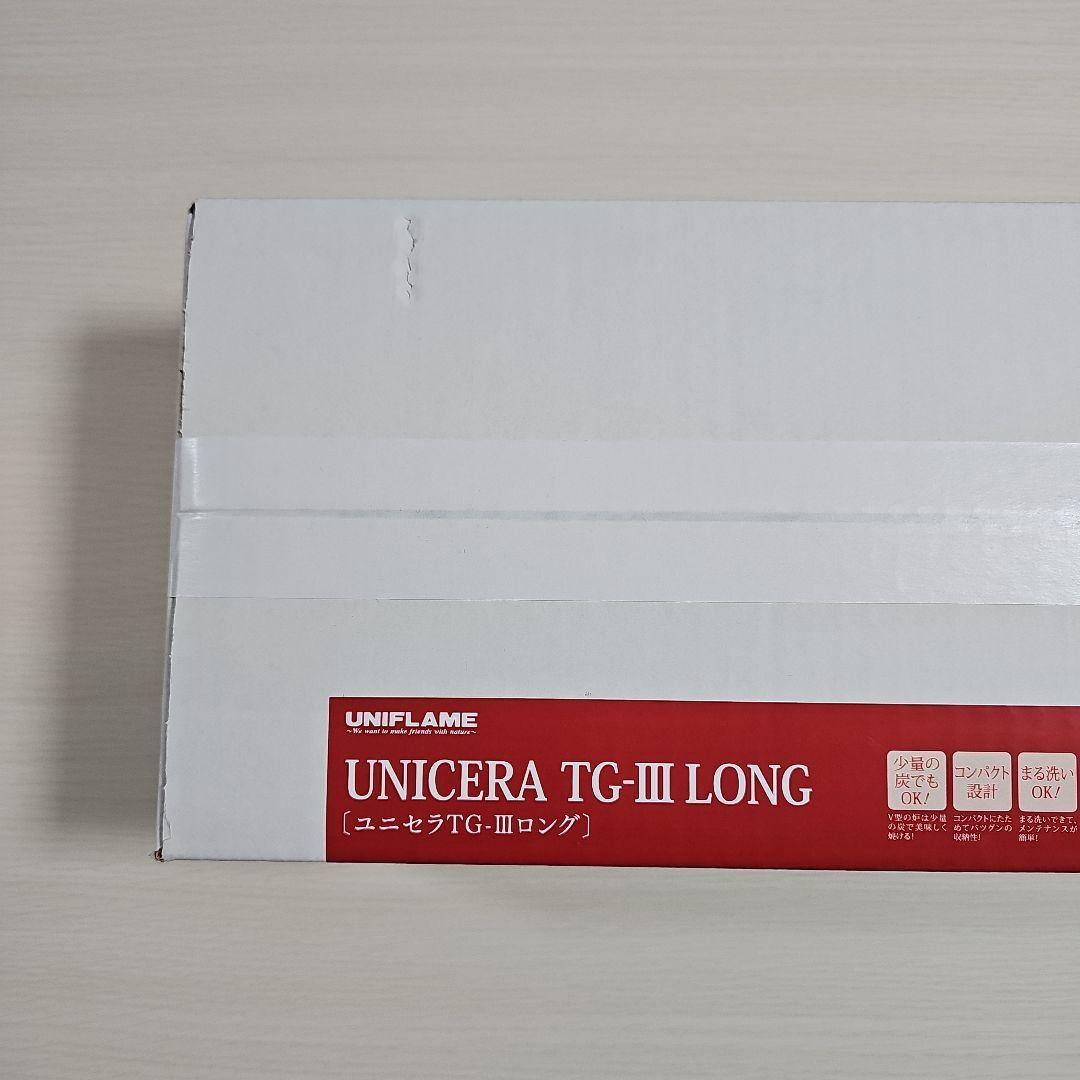 UNIFLAME
~We want to make friends with nature~
UNICERA TG-III LONG
[ユニセラTG-Ⅲロング]
少量の
炭でも
OK!
V型の炉は少量
の炭で美味しく
焼ける!
コンパクト
設計
コンパクトにたた
めてバツグンの
収納性!
まる洗い
OK!
まる洗いできて、
メンテナンスが
簡単!